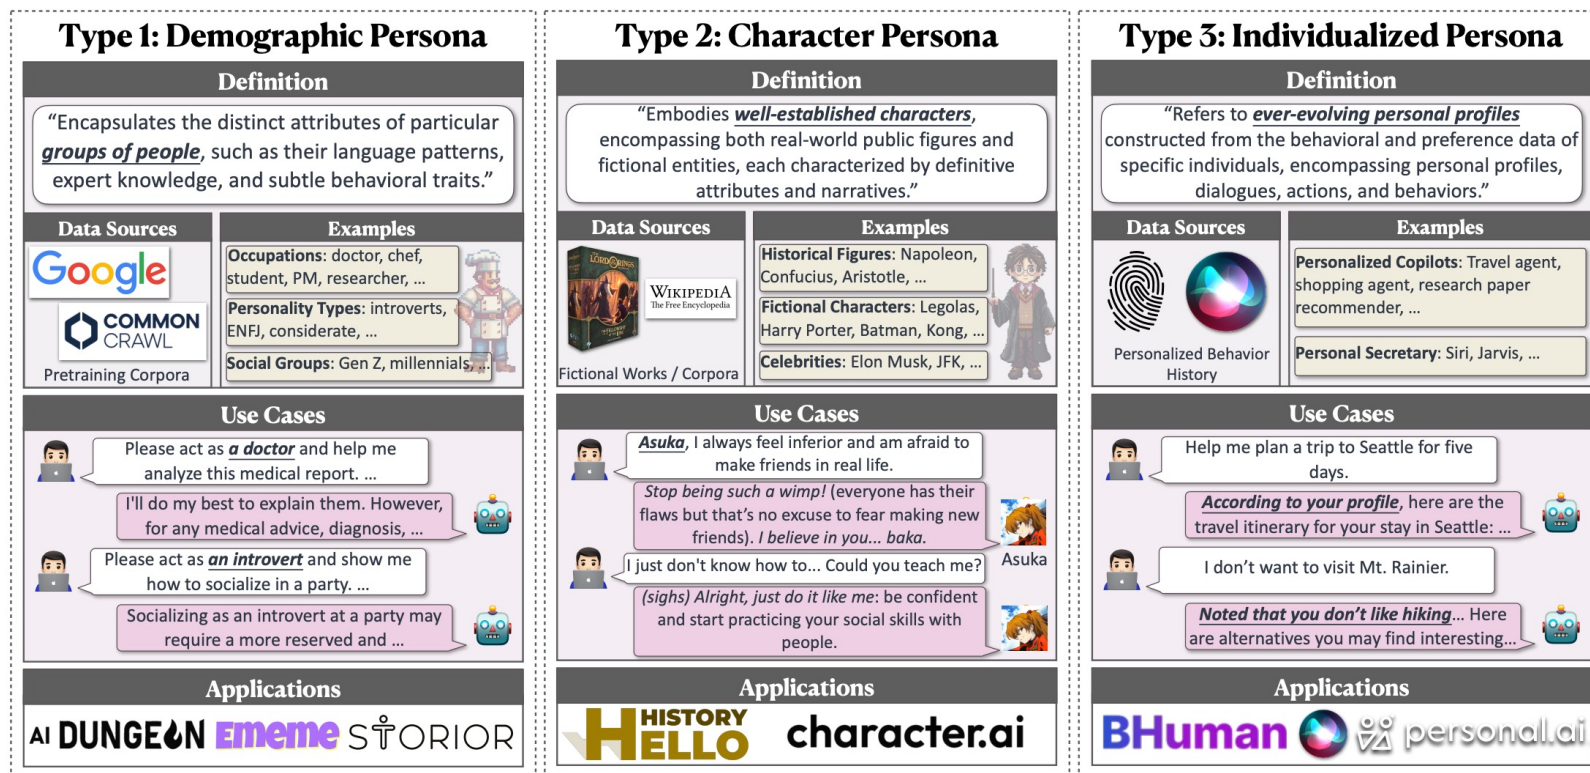 Type 1: Demographic Persona
Definition
“Encapsulates the distinct attributes of particular
groups of people, such as their language patterns,
expert knowledge, and subtle behavioral traits.”
Data Sources
Google
COMMON
CRAWL
Pretraining Corpora
Examples
Occupations: doctor, chef,
student, PM, researcher, ...
Personality Types: introverts,
ENFJ, considerate, ...
Social Groups: Gen Z, millennials, ...
Use Cases
Please act as a doctor and help me
analyze this medical report. ...
I'll do my best to explain them. However,
for any medical advice, diagnosis, ...
Please act as an introvert and show me
how to socialize in a party. ...
Socializing as an introvert at a party may
require a more reserved and ...
Applications
AI DUNGEON
Ememe
STORIOR
Type 2: Character Persona
Definition
“Embodies well-established characters,
encompassing both real-world public figures and
fictional entities, each characterized by definitive
attributes and narratives.”
Data Sources
LORD RINGS
WIKIPEDIA
The Free Encyclopedia
Fictional Works / Corpora
Examples
Historical Figures: Napoleon,
Confucius, Aristotle, ...
Fictional Characters: Legolas,
Harry Porter, Batman, Kong, ...
Celebrities: Elon Musk, JFK, ...
Use Cases
Asuka, I always feel inferior and am afraid to
make friends in real life.
Stop being such a wimp! (everyone has their
flaws but that’s no excuse to fear making new
friends). I believe in you... baka.
Asuka
I just don't know how to... Could you teach me?
(sighs) Alright, just do it like me: be confident
and start practicing your social skills with
people.
Applications
HISTORY
HELLO
character.ai
Type 3: Individualized Persona
Definition
“Refers to ever-evolving personal profiles
constructed from the behavioral and preference data of
specific individuals, encompassing personal profiles,
dialogues, actions, and behaviors.”
Data Sources
Personalized Behavior
History
Examples
Personalized Copilots: Travel agent,
shopping agent, research paper
recommender, ...
Personal Secretary: Siri, Jarvis, ...
Use Cases
Help me plan a trip to Seattle for five
days.
According to your profile, here are the
travel itinerary for your stay in Seattle: ...
I don’t want to visit Mt. Rainier.
Noted that you don’t like hiking... Here
are alternatives you may find interesting...
Applications
BHuman
personal.ai